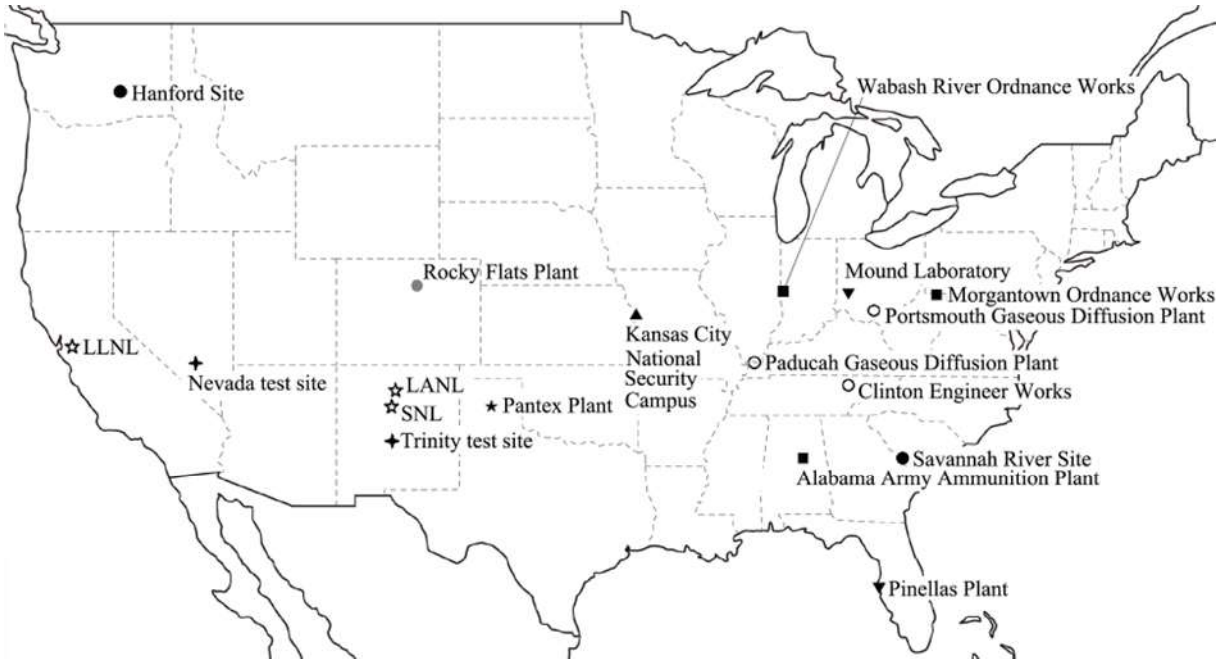 Wabash River Ordnance Works
Hanford Site
Rocky Flats Plant
Mound Laboratory
Morgantown Ordnance Works
Portsmouth Gaseous Diffusion Plant
Kansas City
National
Security
Campus
LLNL
Nevada test site
Paducah Gaseous Diffusion Plant
LANL
Clinton Engineer Works
SNL
Pantex Plant
Trinity test site
Savannah River Site
Alabama Army Ammunition Plant
Pinellas Plant